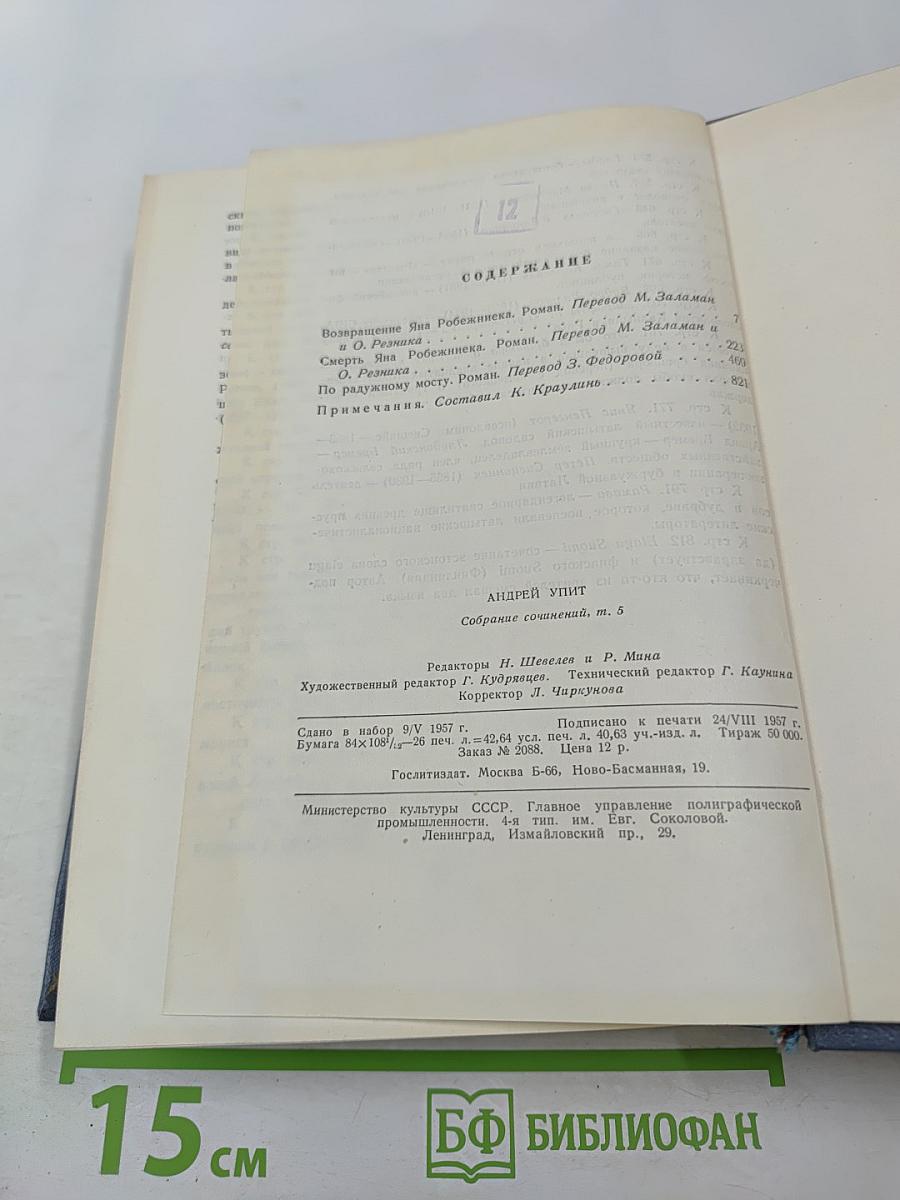 12
СОДЕРЖАНИЕ
Возвращение Яна Робежниека. Роман. Перевод М. Заламан
и О. Резника . . . . . . . . . . . . . . . . . . . . 7
Смерть Яна Робежниека. Роман. Перевод М. Заламан и
О. Резника . . . . . . . . . . . . . . . . . . . . . 223
По радужному мосту. Роман. Перевод З. Федоровой . . . . 460
Примечания. Составил К. Краулинь . . . . . . . . 821
АНДРЕЙ УПИТ
Собрание сочинений, т. 5
Редакторы Н. Шевелев и Р. Мина
Художественный редактор Г. Кудрявцев. Технический редактор Г. Каунина
Корректор Л. Чиркунова
Сдано в набор 9/V 1957 г. Подписано к печати 24/VIII 1957 г.
Бумага 84×108¹/₃₂—26 печ. л.=42,64 усл. печ. л. 40,63 уч.-изд. л. Тираж 50 000.
Заказ № 2088. Цена 12 р.
Гослитиздат. Москва Б-66, Ново-Басманная, 19.
Министерство культуры СССР. Главное управление полиграфической
промышленности. 4-я тип. им. Евг. Соколовой.
Ленинград, Измайловский пр., 29.
15 см
БФ БИБЛИОФАН